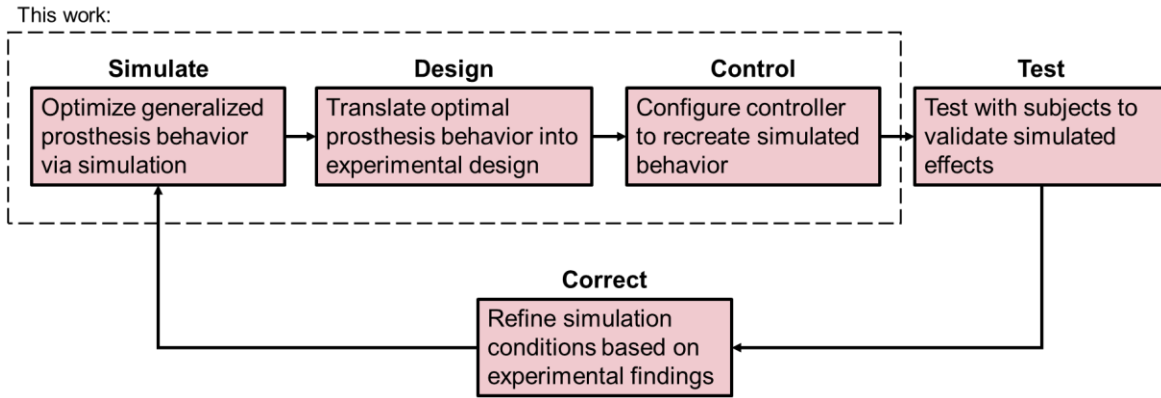 This work:
Simulate
Optimize generalized
prosthesis behavior
via simulation
Design
Translate optimal
prosthesis behavior into
experimental design
Control
Configure controller
to recreate simulated
behavior
Test
Test with subjects to
validate simulated
effects
Correct
Refine simulation
conditions based on
experimental findings